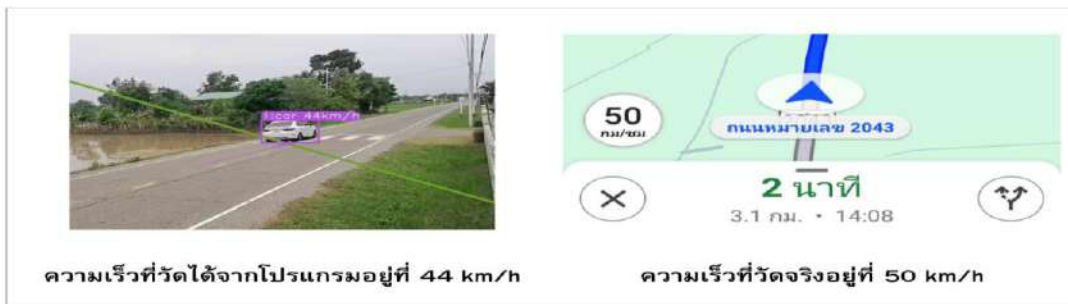 1:car 44km/h
50
กม/ชม
ถนนหมายเลข 2043
2 นาที
3.1 กม. • 14:08
ความเร็วที่วัดได้จากโปรแกรมอยู่ที่ 44 km/h
ความเร็วที่วัดจริงอยู่ที่ 50 km/h